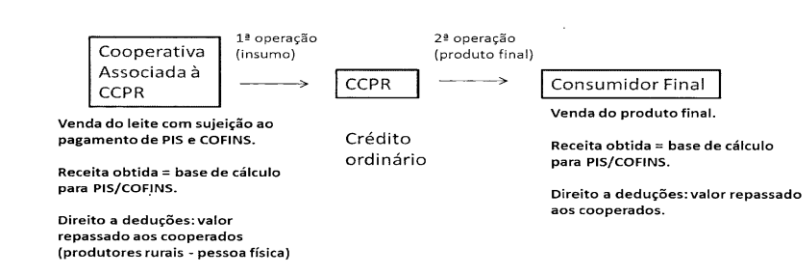 1ª operação
(insumo)
2ª operação
(produto final)
Cooperativa
Associada à
CCPR
CCPR
Consumidor Final
Venda do leite com sujeição ao
pagamento de PIS e COFINS.
Receita obtida = base de cálculo
para PIS/COFINS.
Direito a deduções: valor
repassado aos cooperados
(produtores rurais - pessoa física)
Crédito
ordinário
Venda do produto final.
Receita obtida = base de cálculo
para PIS/COFINS.
Direito a deduções: valor repassado
aos cooperados.